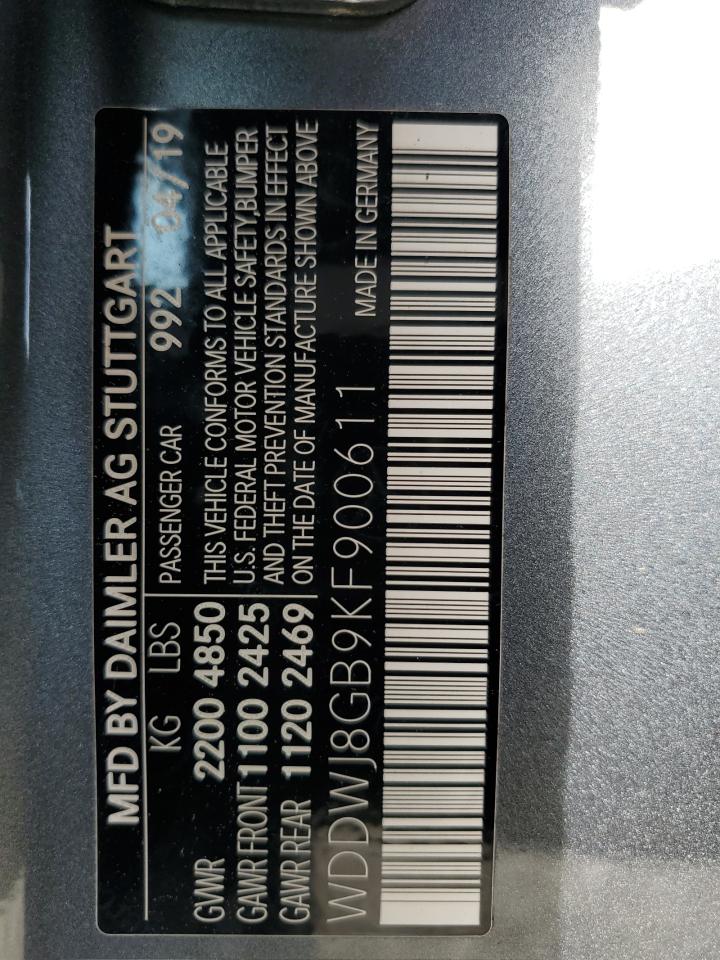 MFD BY DAIMLER AG STUTTGART
KG LBS PASSENGER CAR 992 04/19
GVWR 2200 4850 THIS VEHICLE CONFORMS TO ALL APPLICABLE
GAWR FRONT 1100 2425 U.S. FEDERAL MOTOR VEHICLE SAFETY,BUMPER
AND THEFT PREVENTION STANDARDS IN EFFECT
GAWR REAR 1120 2469 ON THE DATE OF MANUFACTURE SHOWN ABOVE
WDDWJ8GB9KF900611 MADE IN GERMANY